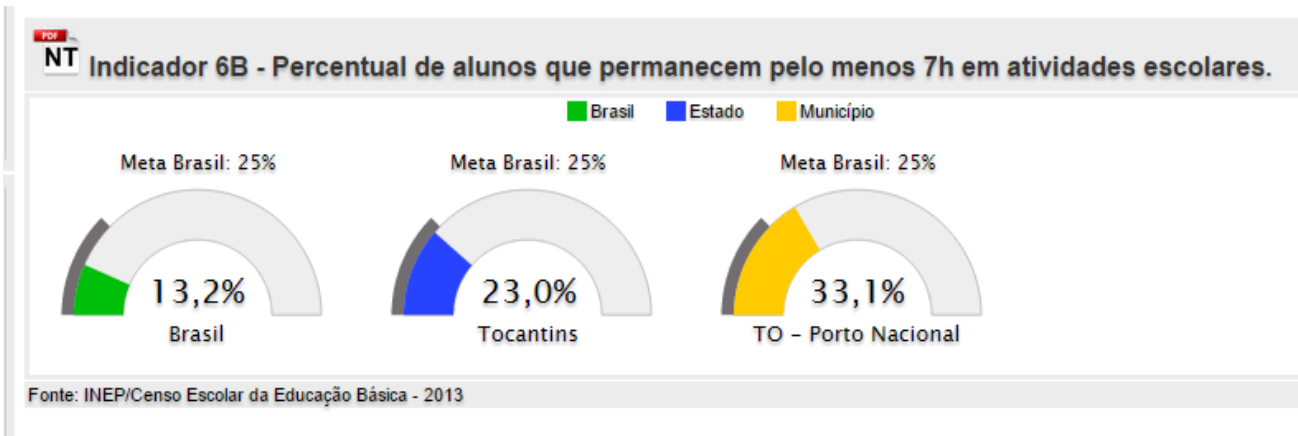 PDF
NT
Indicador 6B - Percentual de alunos que permanecem pelo menos 7h em atividades escolares.
Brasil Estado Município
Meta Brasil: 25% Meta Brasil: 25% Meta Brasil: 25%
13,2% 23,0% 33,1%
Brasil Tocantins TO – Porto Nacional
Fonte: INEP/Censo Escolar da Educação Básica - 2013